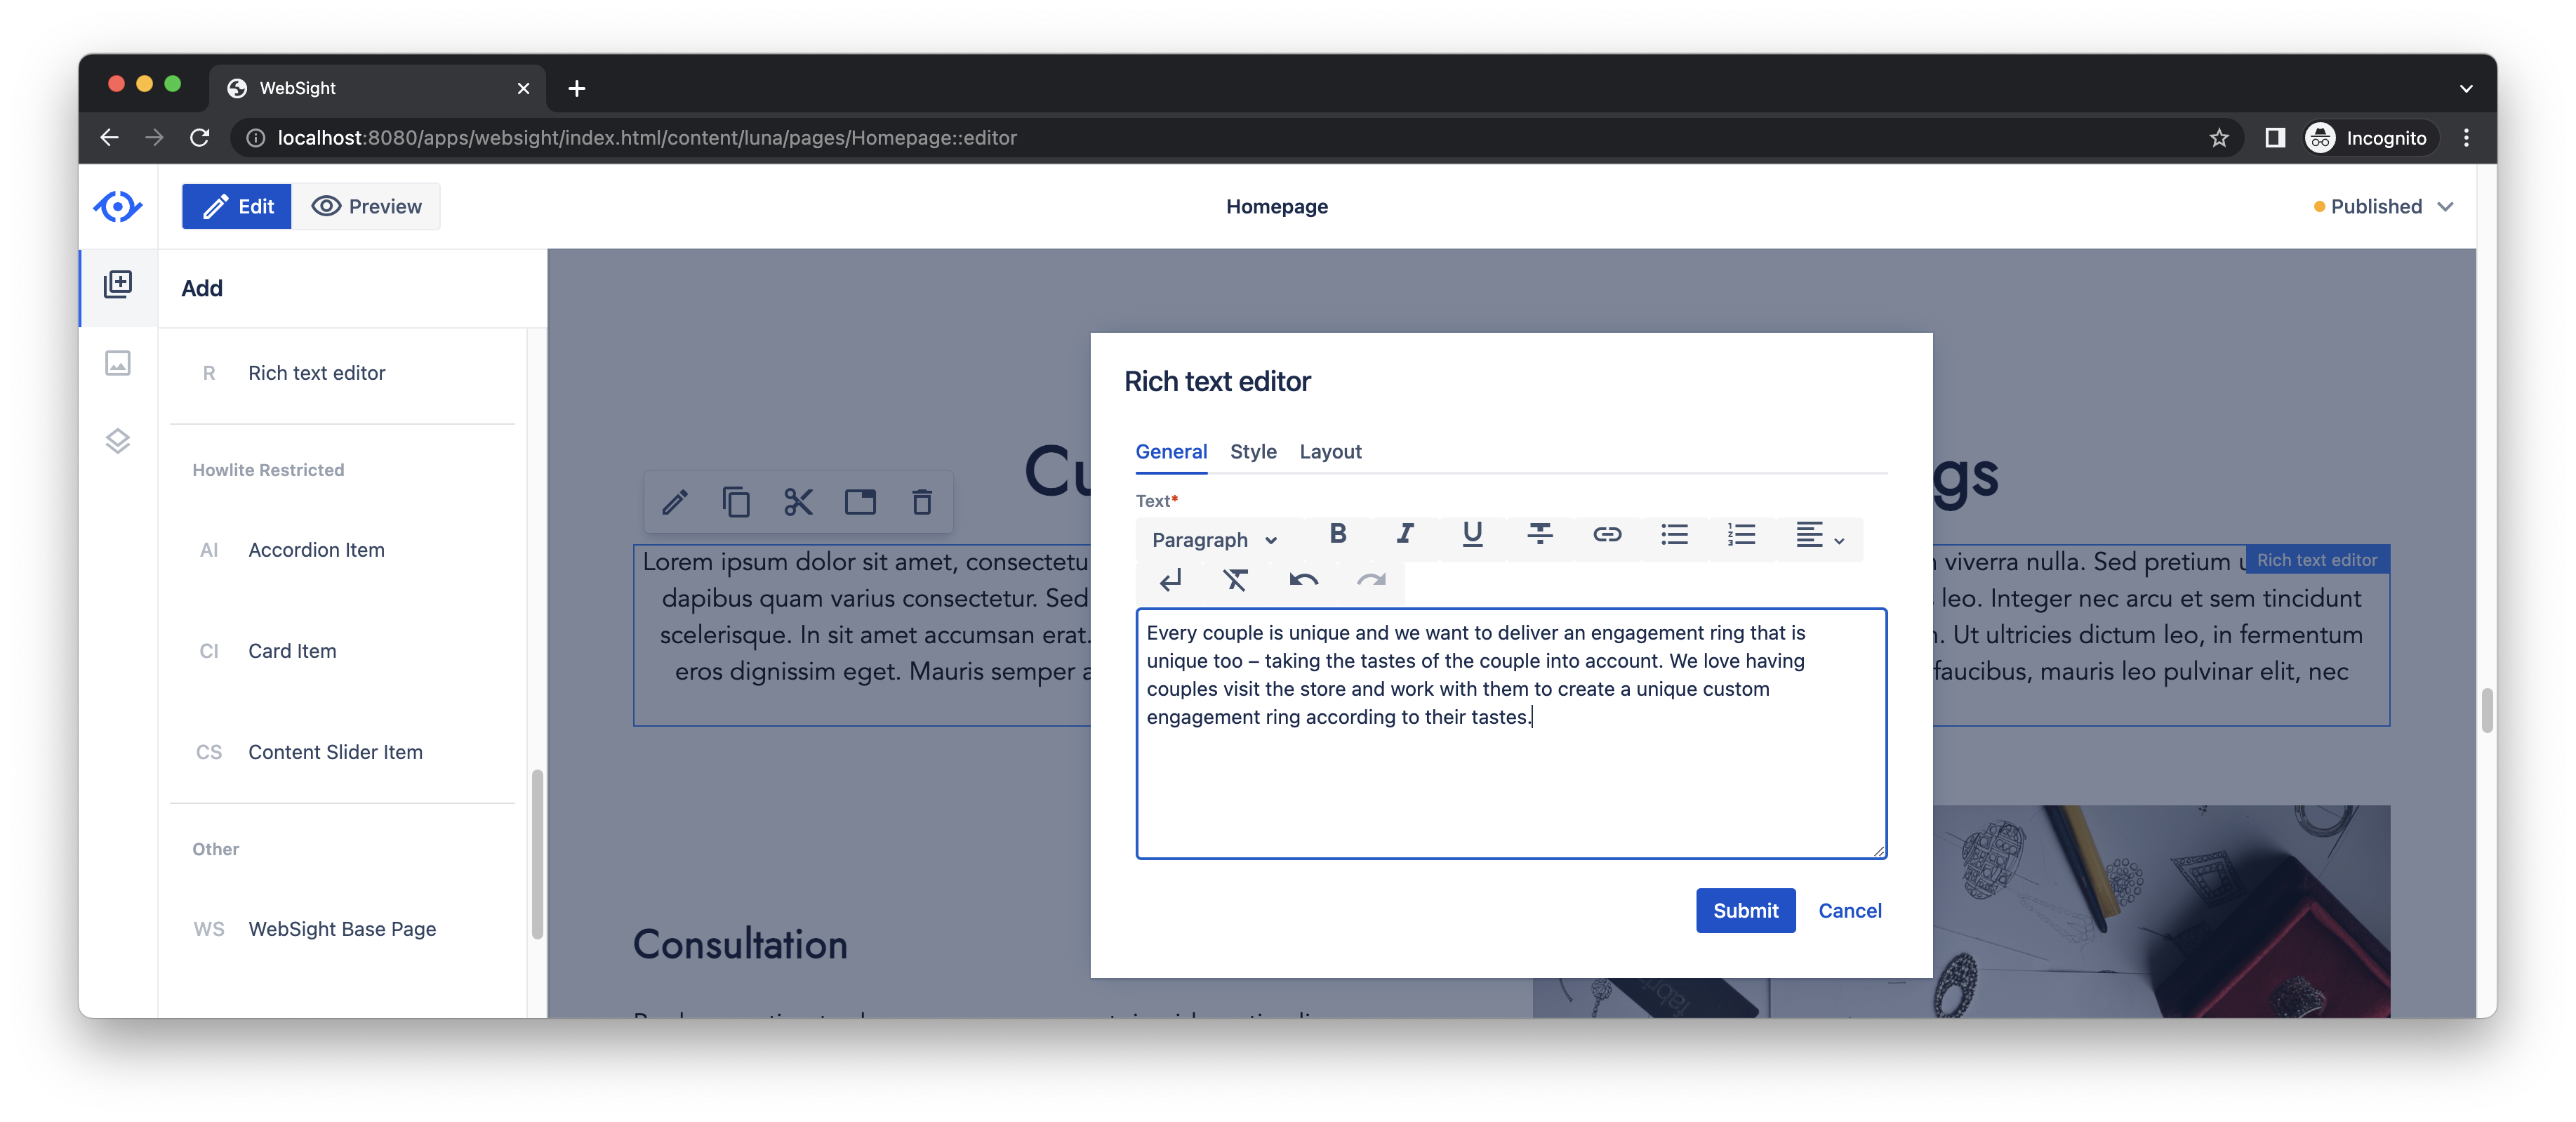 WebSight
localhost:8080/apps/websight/index.html/content/luna/pages/Homepage::editor
Incognito
Edit
Preview
Homepage
Published
Add
R Rich text editor
Howlite Restricted
AI Accordion Item
CI Card Item
CS Content Slider Item
Other
WS WebSight Base Page
Cu
gs
Lorem ipsum dolor sit amet, consectetu
viverra nulla. Sed pretium
Rich text editor
dapibus quam varius consectetur. Sed
leo. Integer nec arcu et sem tincidunt
scelerisque. In sit amet accumsan erat.
. Ut ultricies dictum leo, in fermentum
eros dignissim eget. Mauris semper a
faucibus, mauris leo pulvinar elit, nec
Consultation
Rich text editor
General Style Layout
Text*
Paragraph
Every couple is unique and we want to deliver an engagement ring that is
unique too – taking the tastes of the couple into account. We love having
couples visit the store and work with them to create a unique custom
engagement ring according to their tastes.
Submit Cancel